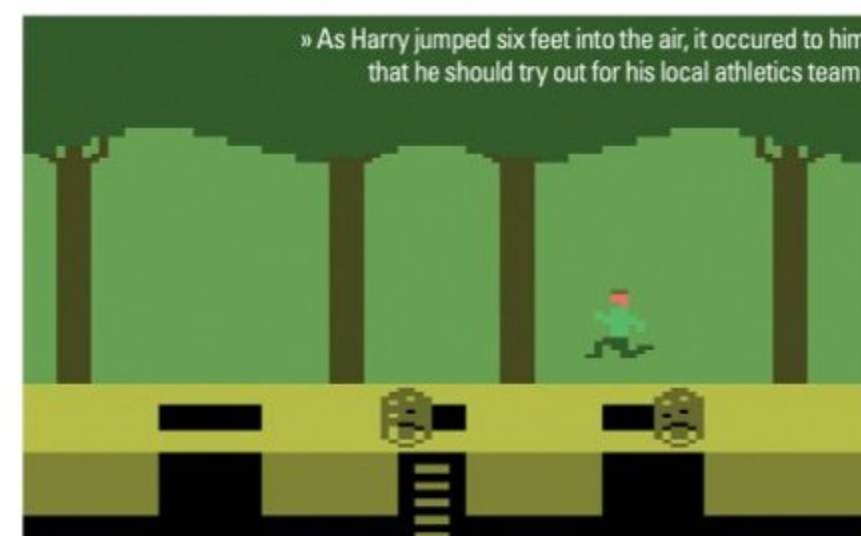 » As Harry jumped six feet into the air, it occured to him
that he should try out for his local athletics team